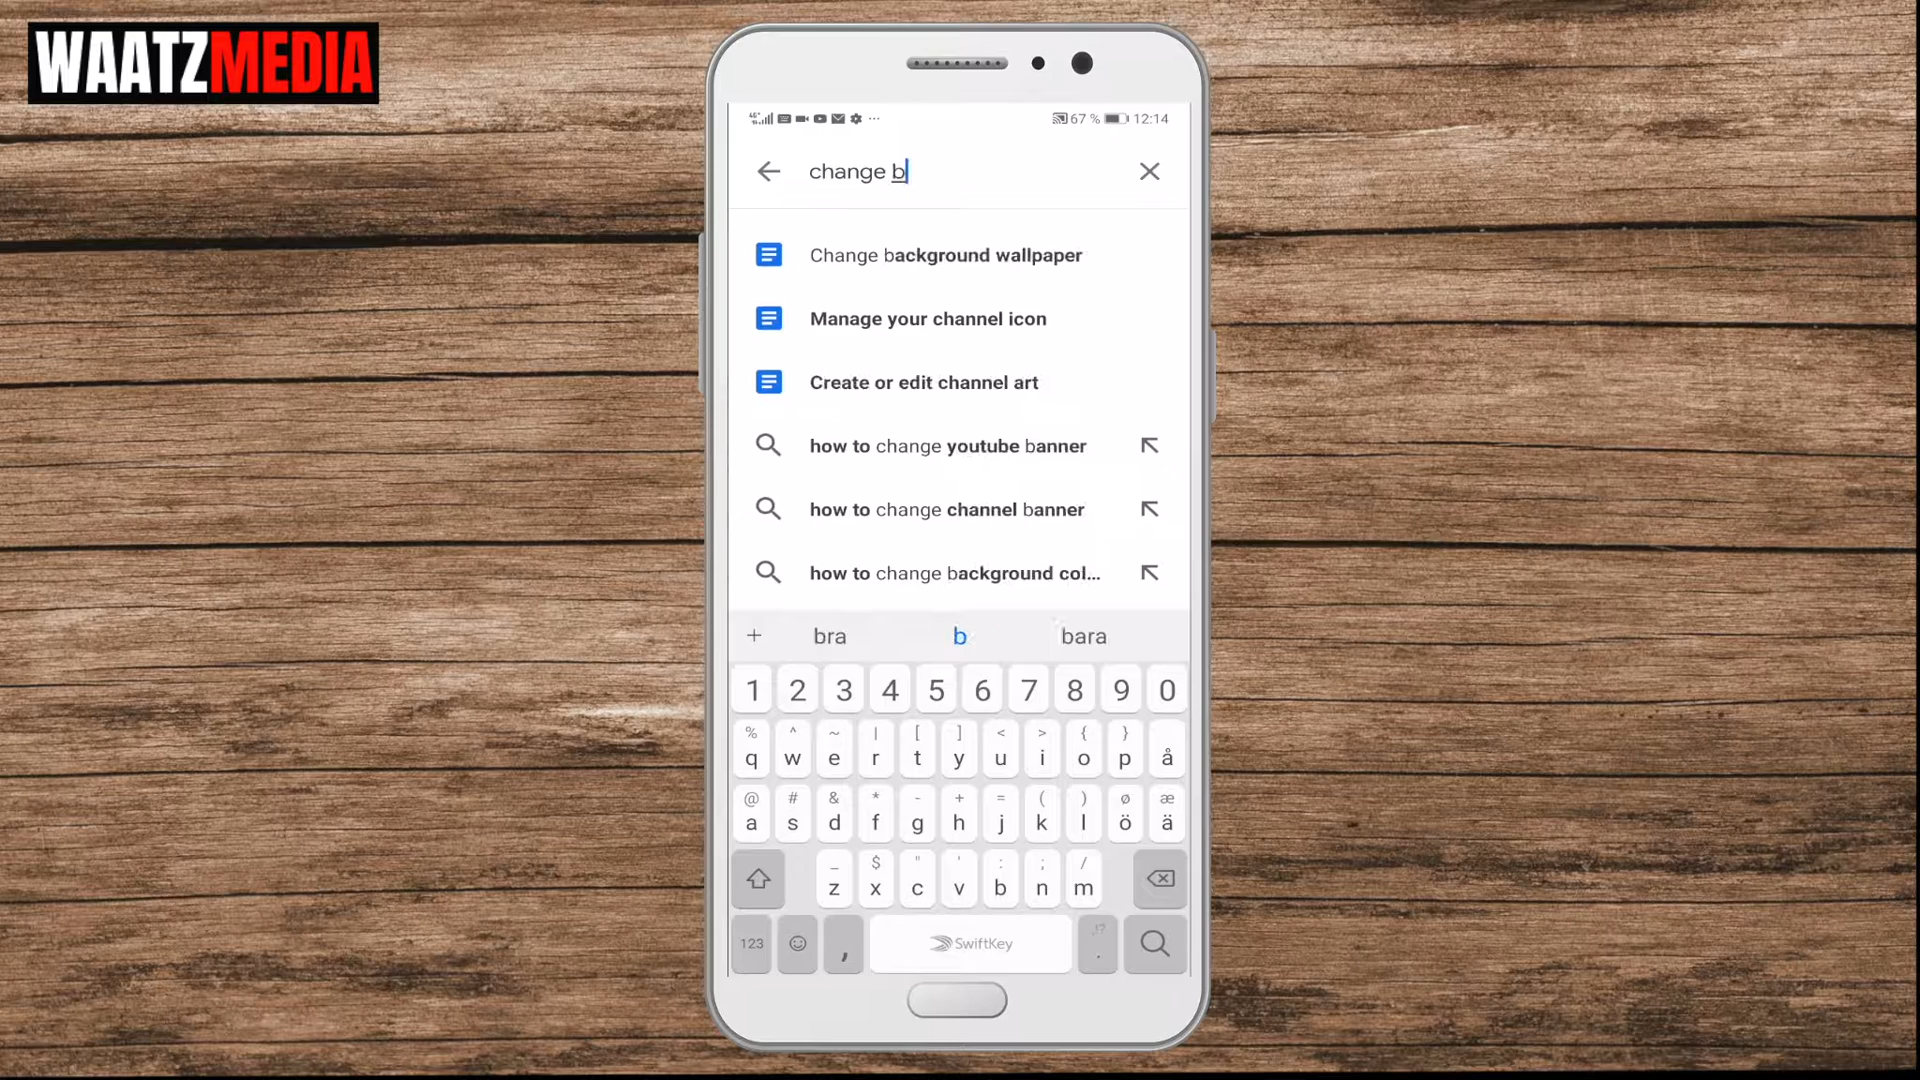 WAATZMEDIA
67 % 12:14
change b
Change background wallpaper
Manage your channel icon
Create or edit channel art
how to change youtube banner
how to change channel banner
how to change background col...
+ bra b bara
1 2 3 4 5 6 7 8 9 0
% ^ ~ | [ ] < > { }
q w e r t y u i o p å
@ # & * - + = ( ) ø æ
a s d f g h j k l ö ä
_ $ " ' : ; /
z x c v b n m
123 , SwiftKey ,!? .